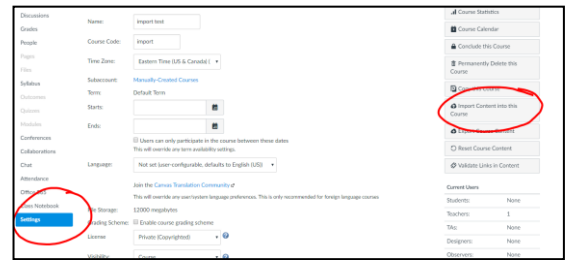 Discussions
Grades
People
Pages
Files
Syllabus
Outcomes
Quizzes
Modules
Conferences
Collaborations
Chat
Attendance
Office 365
Class Notebook
Settings
Name: import test
Course Code: import
Time Zone: Eastern Time (US & Canada) (
Subaccount: Manually-Created Courses
Term: Default Term
Starts:
Ends:
Users can only participate in the course between these dates
This will override any term availability settings.
Language: Not set (user-configurable, defaults to English (US))
Join the Canvas Translation Community
This will override any user/system language preferences. This is only recommended for foreign language courses
File Storage: 12000 megabytes
Grading Scheme: Enable course grading scheme
License: Private (Copyrighted)
Visibility: Course
Course Statistics
Course Calendar
Conclude this Course
Permanently Delete this
Course
Copy this Course
Import Content into this
Course
Export Course Content
Reset Course Content
Validate Links in Content
Current Users
Students: None
Teachers: 1
TAs: None
Designers: None
Observers: None